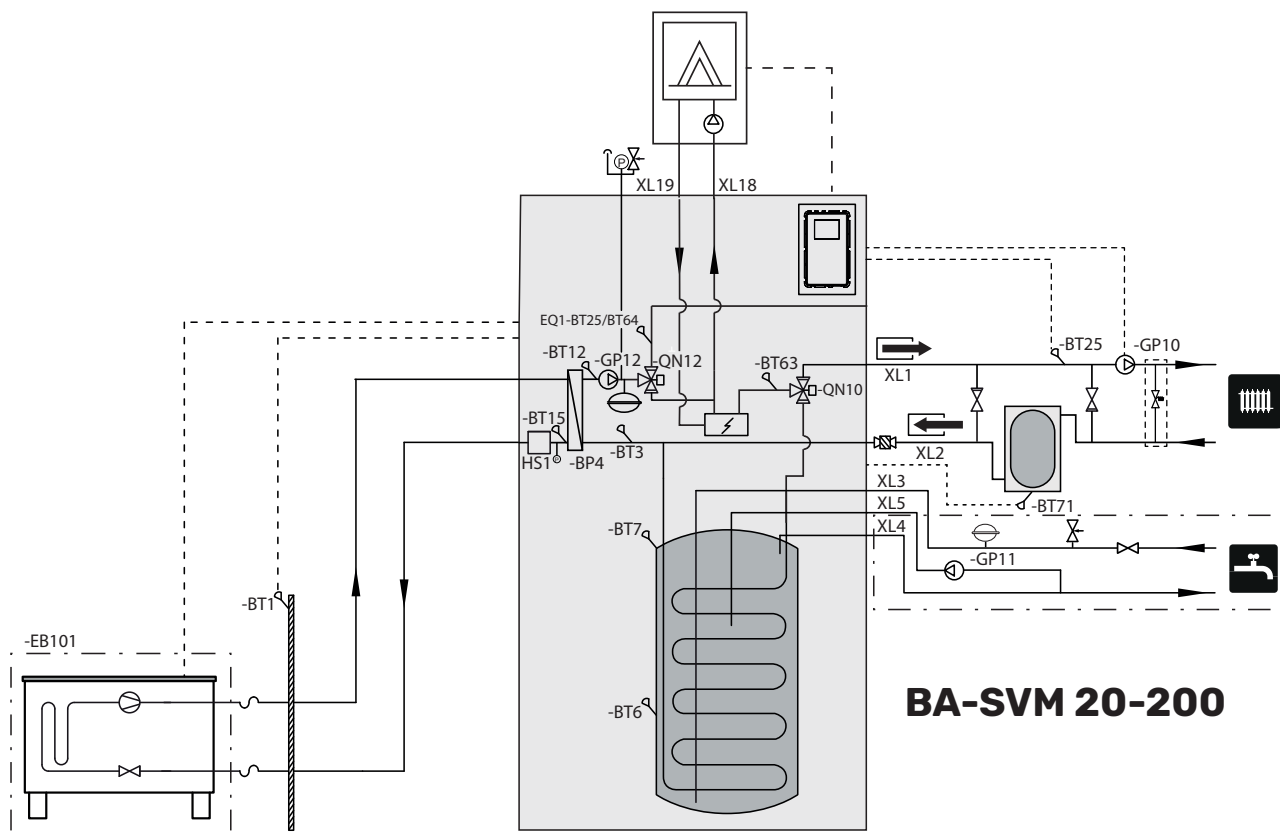 P
XL19
XL18
EQ1-BT25/BT64
-BT12
-GP12
-QN12
-BT63
-BT25
-GP10
XL1
-QN10
-BT15
HS1
P
-BP4
-BT3
XL2
XL3
XL5
-BT71
-BT7
XL4
-GP11
-BT1
-EB101
-BT6
BA-SVM 20-200